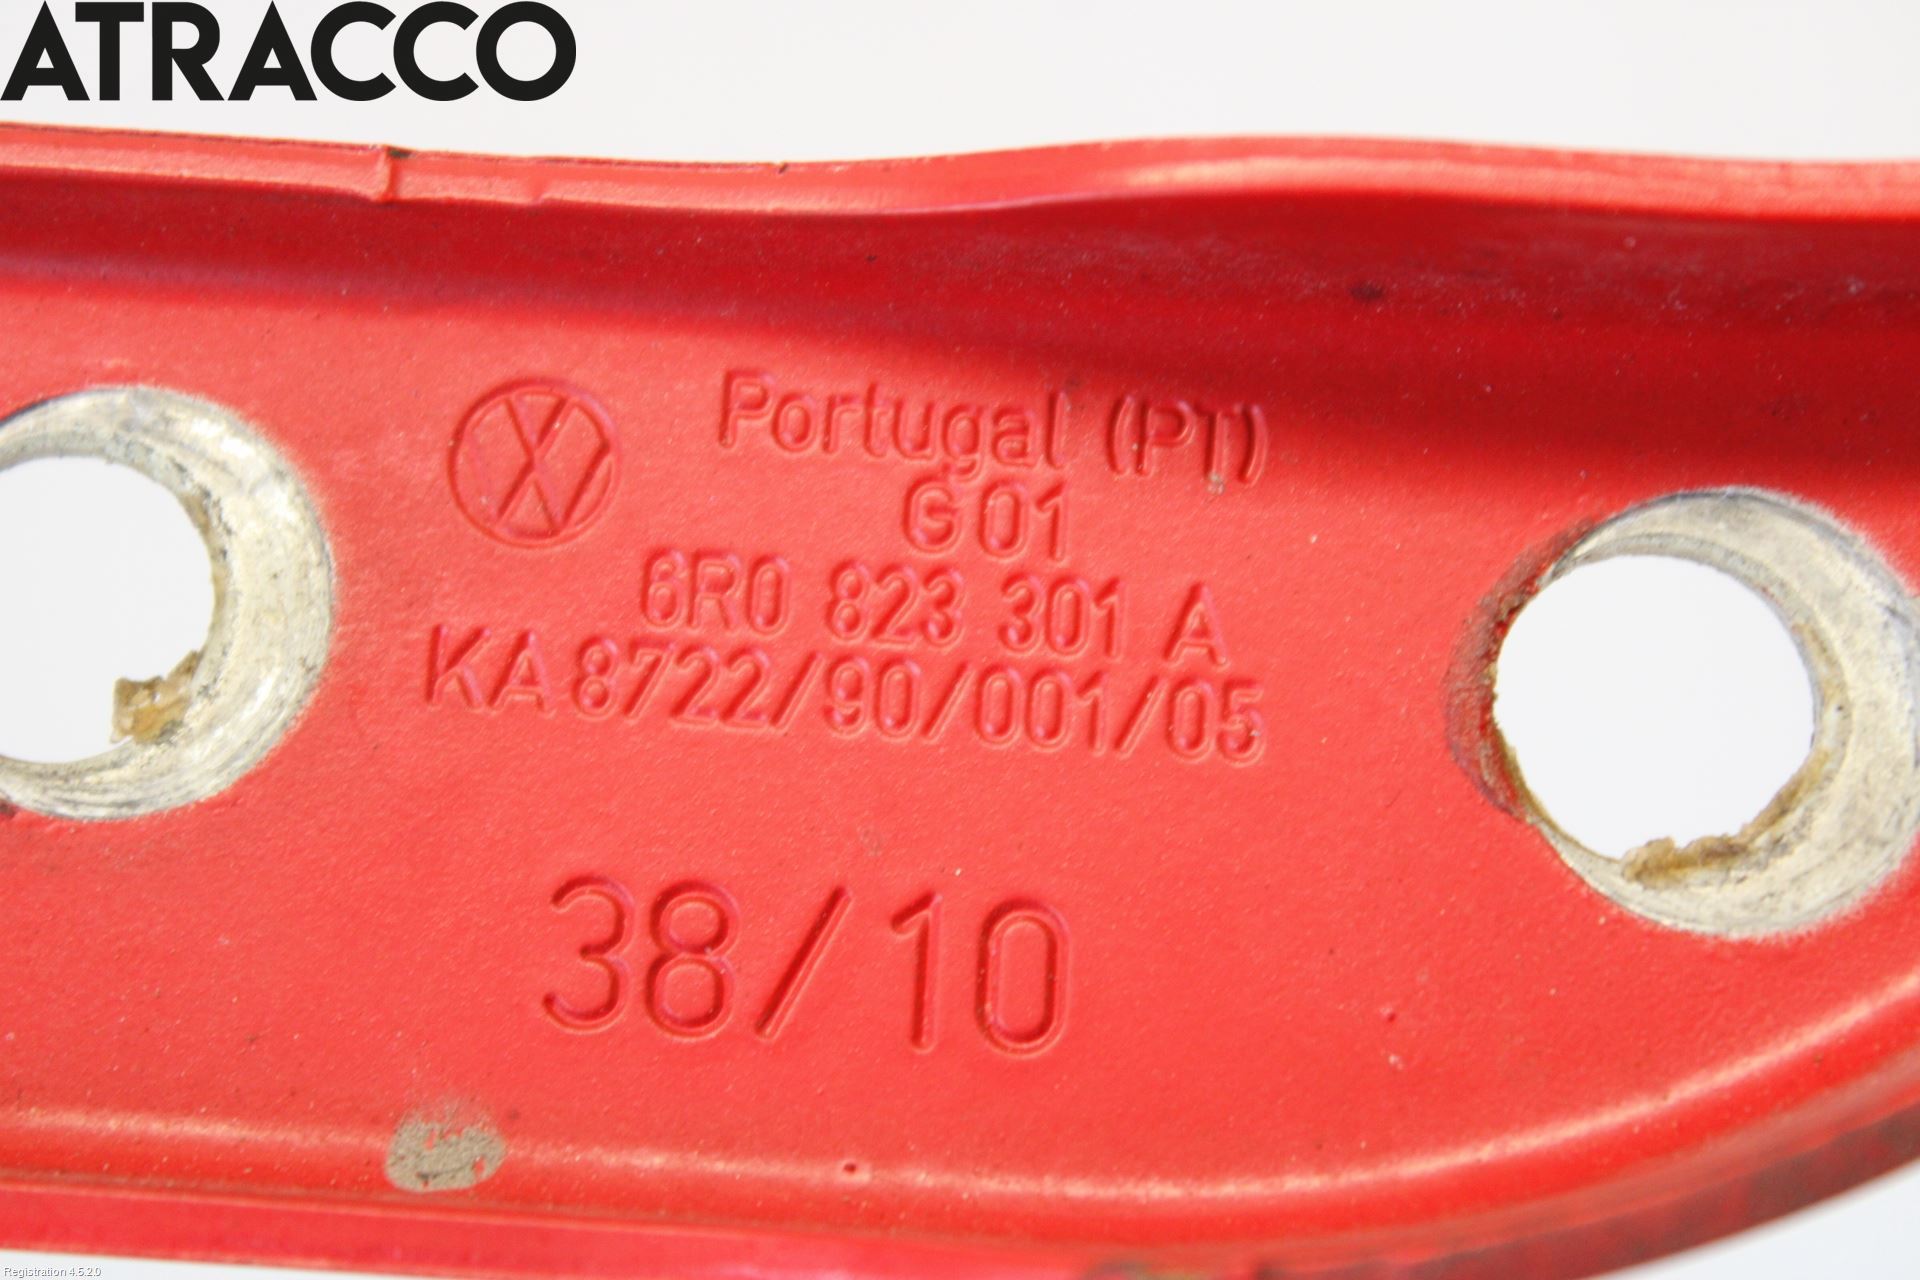 ATRACCO
Portugal (PT)
G01
6R0 823 301 A
KA 8722/90/001/05
38/10
Registration 4.5.2.0